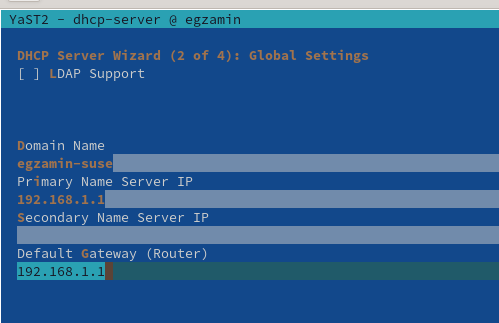 YaST2 - dhcp-server @ egzamin
DHCP Server Wizard (2 of 4): Global Settings
[ ] LDAP Support
Domain Name
egzamin-suse
Primary Name Server IP
192.168.1.1
Secondary Name Server IP
Default Gateway (Router)
192.168.1.1